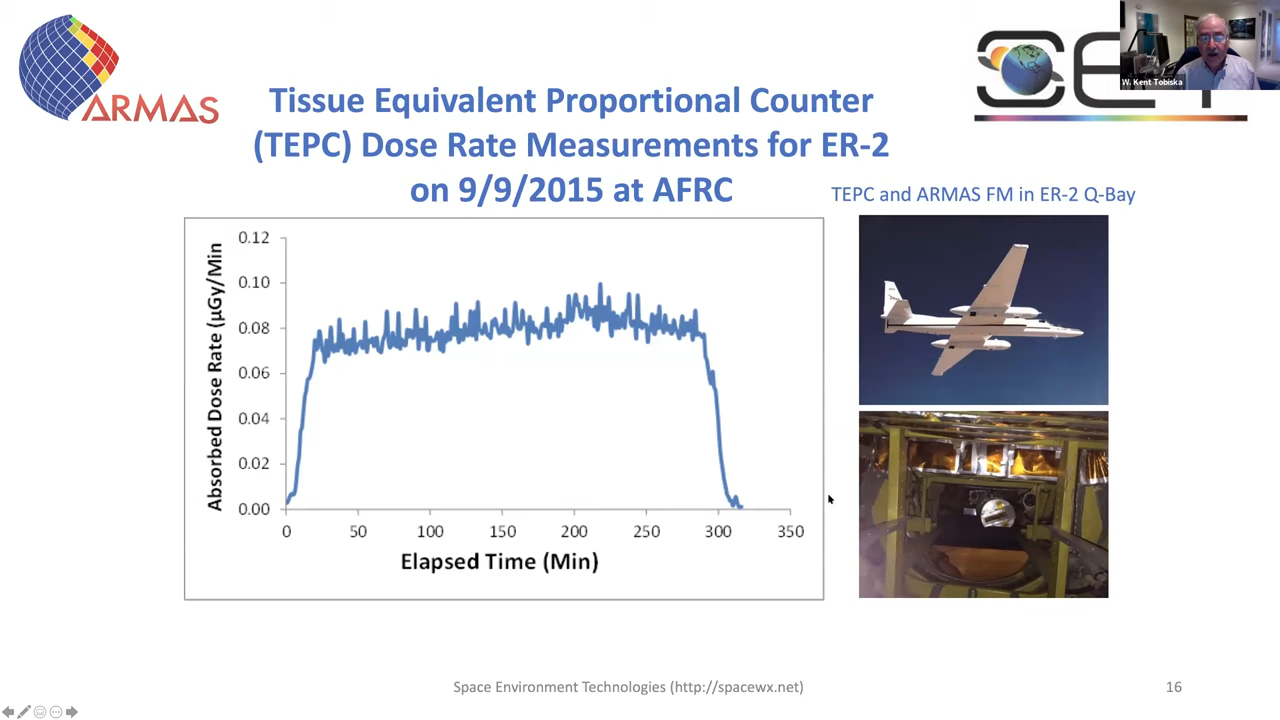 ARMAS
SET
W. Kent Tobiska
Tissue Equivalent Proportional Counter
(TEPC) Dose Rate Measurements for ER-2
on 9/9/2015 at AFRC
TEPC and ARMAS FM in ER-2 Q-Bay
Absorbed Dose Rate (µGy/Min
0.12
0.10
0.08
0.06
0.04
0.02
0.00
0 50 100 150 200 250 300 350
Elapsed Time (Min)
Space Environment Technologies (http://spacewx.net)
16